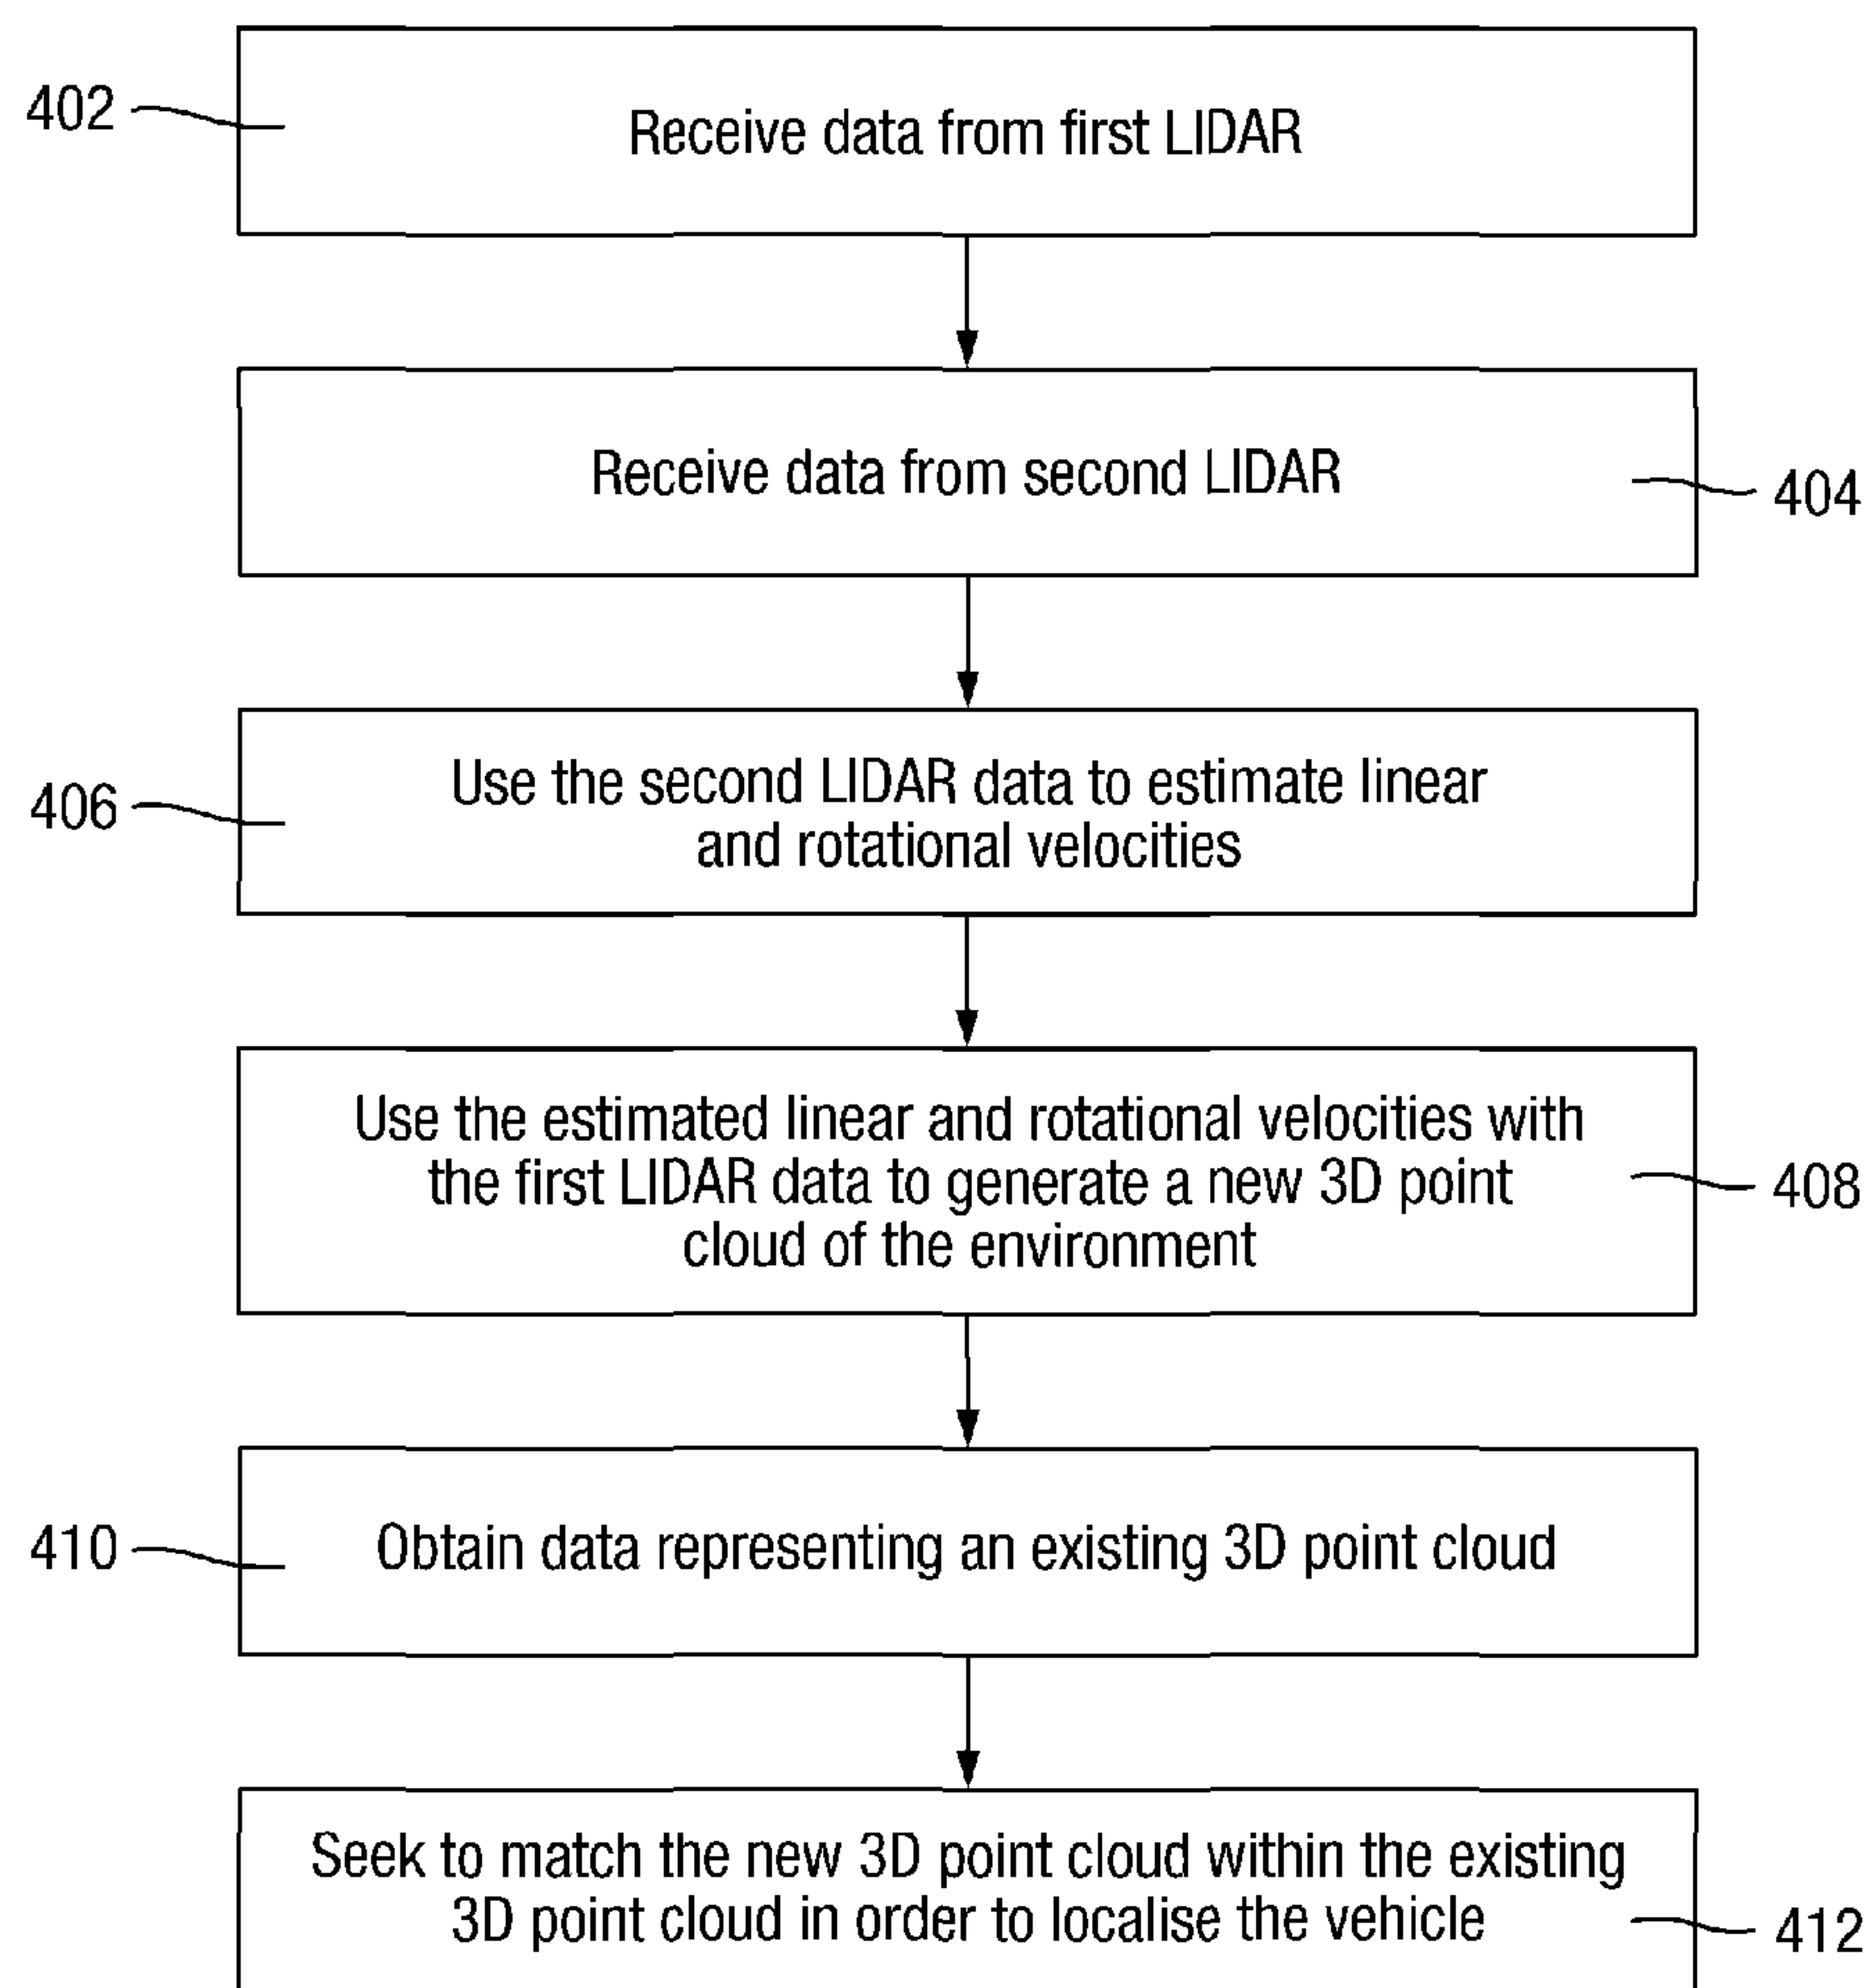 402
Receive data from first LIDAR
Receive data from second LIDAR
404
406
Use the second LIDAR data to estimate linear
and rotational velocities
Use the estimated linear and rotational velocities with
the first LIDAR data to generate a new 3D point
cloud of the environment
408
410
Obtain data representing an existing 3D point cloud
Seek to match the new 3D point cloud within the existing
3D point cloud in order to localise the vehicle
412